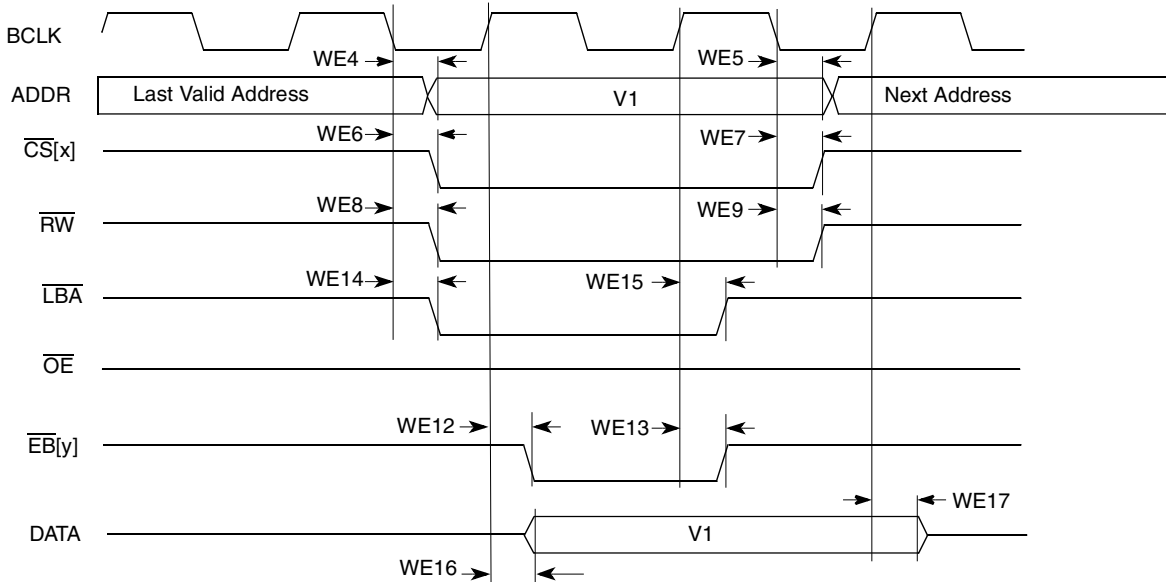 BCLK
WE4
WE5
ADDR
Last Valid Address
V1
Next Address
WE6
WE7
CS[x]
WE8
WE9
RW
WE14
WE15
LBA
OE
WE12
WE13
EB[y]
WE17
DATA
V1
WE16